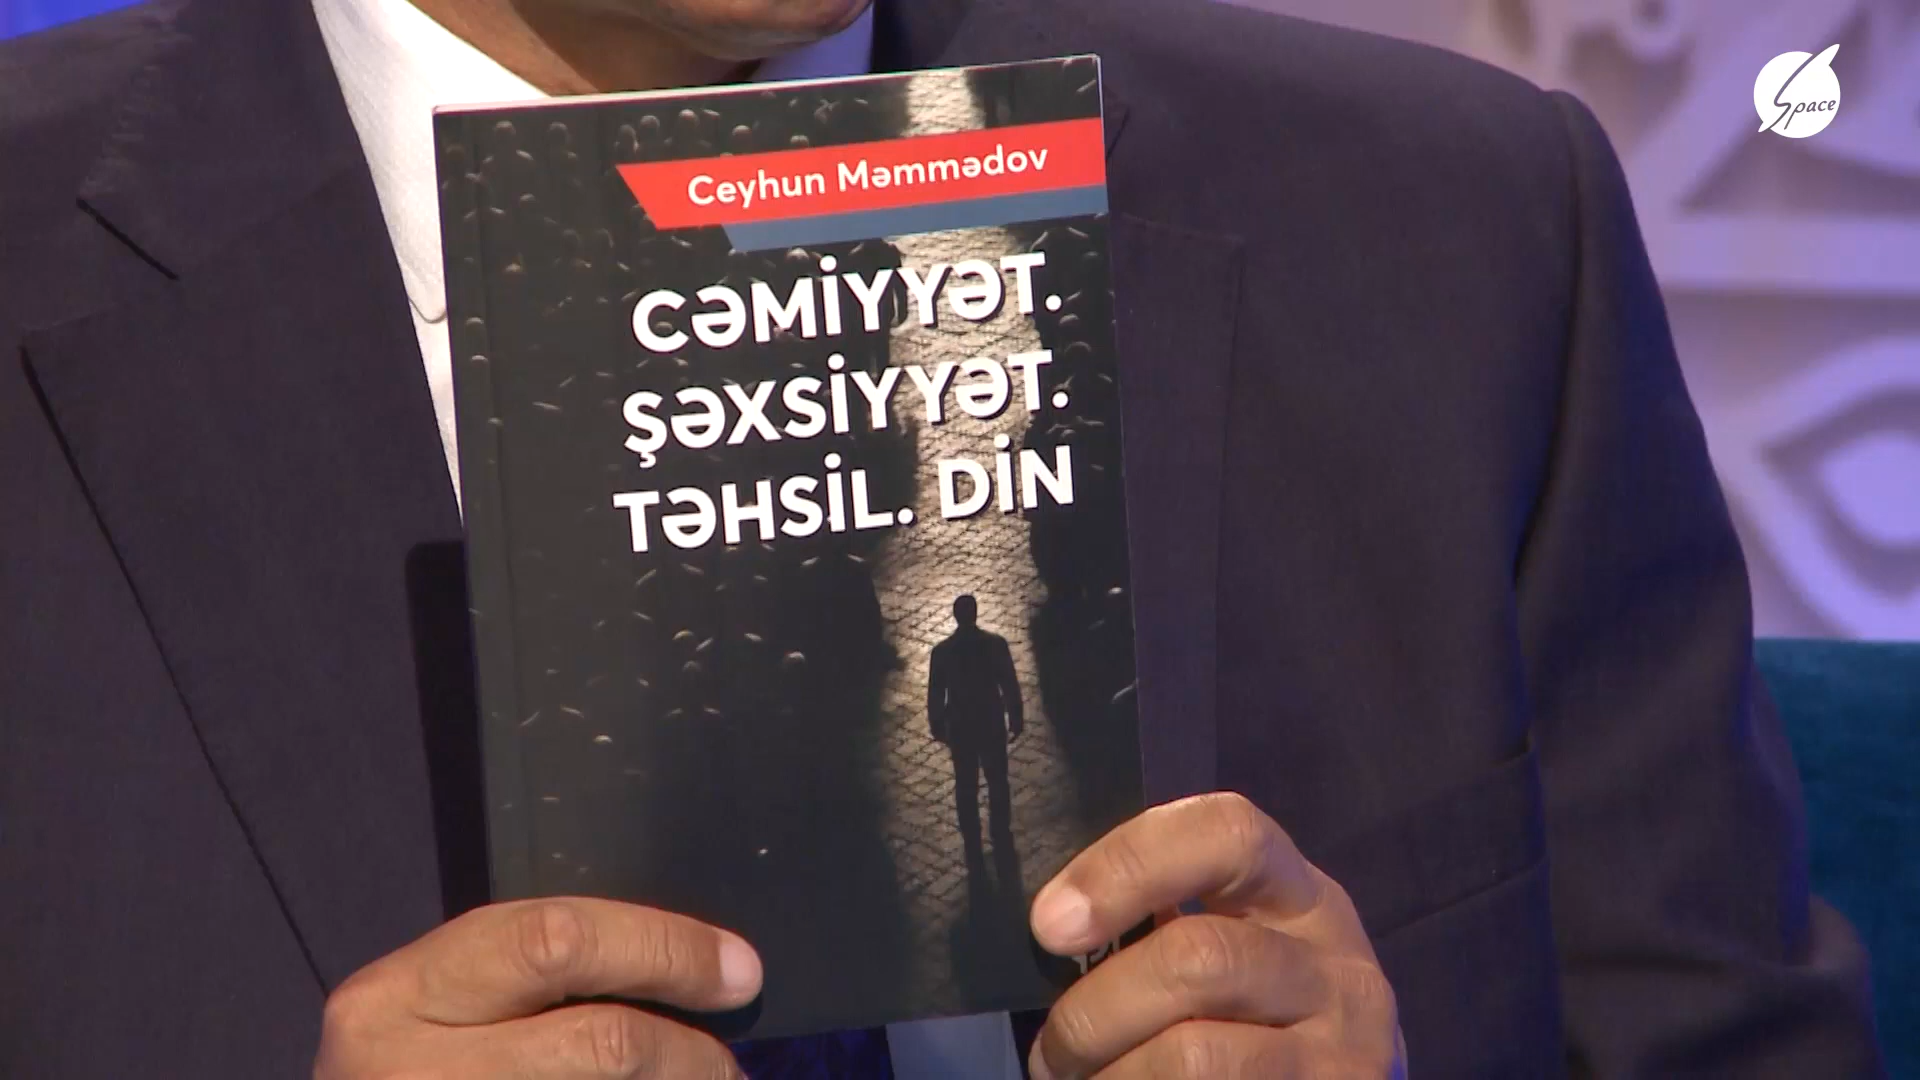 Space
Ceyhun Məmmədov
CƏMİYYƏT.
ŞƏXSİYYƏT.
TƏHSİL. DİN